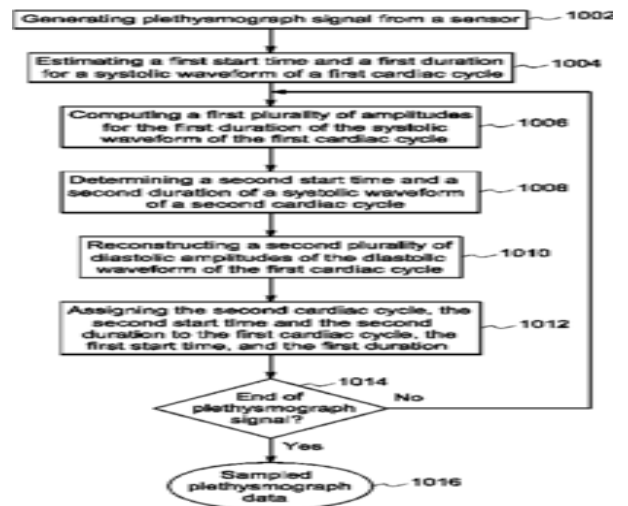 Generating plethysmograph signal from a sensor 1002
Estimating a first start time and a first duration
for a systolic waveform of a first cardiac cycle 1004
Computing a first plurality of amplitudes
for the first duration of the systolic
waveform of the first cardiac cycle 1006
Determining a second start time and a
second duration of a systolic waveform
of a second cardiac cycle 1008
Reconstructing a second plurality of
diastolic amplitudes of the diastolic
waveform of the first cardiac cycle 1010
Assigning the second cardiac cycle, the
second start time and the second
duration to the first cardiac cycle, the
first start time, and the first duration 1012
1014
End of
plethysmograph
signal?
No
Yes
Sampled
plethysmograph
data 1016